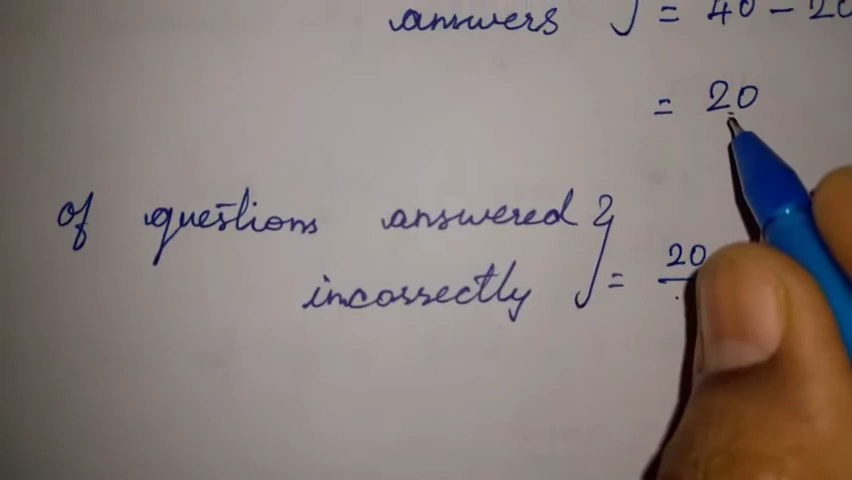 answers } = 40 - 20
= 20
of questions answered }
incorrectly = 20